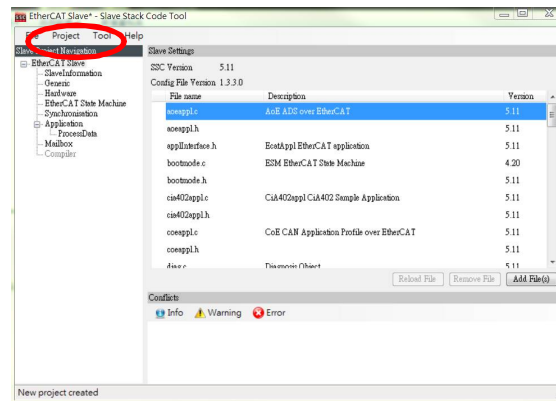 EtherCAT Slave* - Slave Stack Code Tool
File Project Tool Help
Slave Project Navigation
EtherCAT Slave
SlaveInformation
Generic
Hardware
EtherCAT State Machine
Synchronisation
Application
ProcessData
Mailbox
Compiler
Slave Settings
SSC Version 5.11
Config File Version 1.3.3.0
File name Description Version
aoeappl.c AoE ADS over EtherCAT 5.11
aoeappl.h 5.11
applInterface.h EcatAppl EtherCAT application 5.11
bootmode.c ESM EtherCAT State Machine 4.20
bootmode.h 5.11
cia402appl.c CiA402appl CiA402 Sample Application 5.11
cia402appl.h 5.11
coeappl.c CoE CAN Application Profile over EtherCAT 5.11
coeappl.h 5.11
diag.c Diagnosis Object 5.11
Reload File Remove File Add File(s)
Conflicts
Info Warning Error
New project created